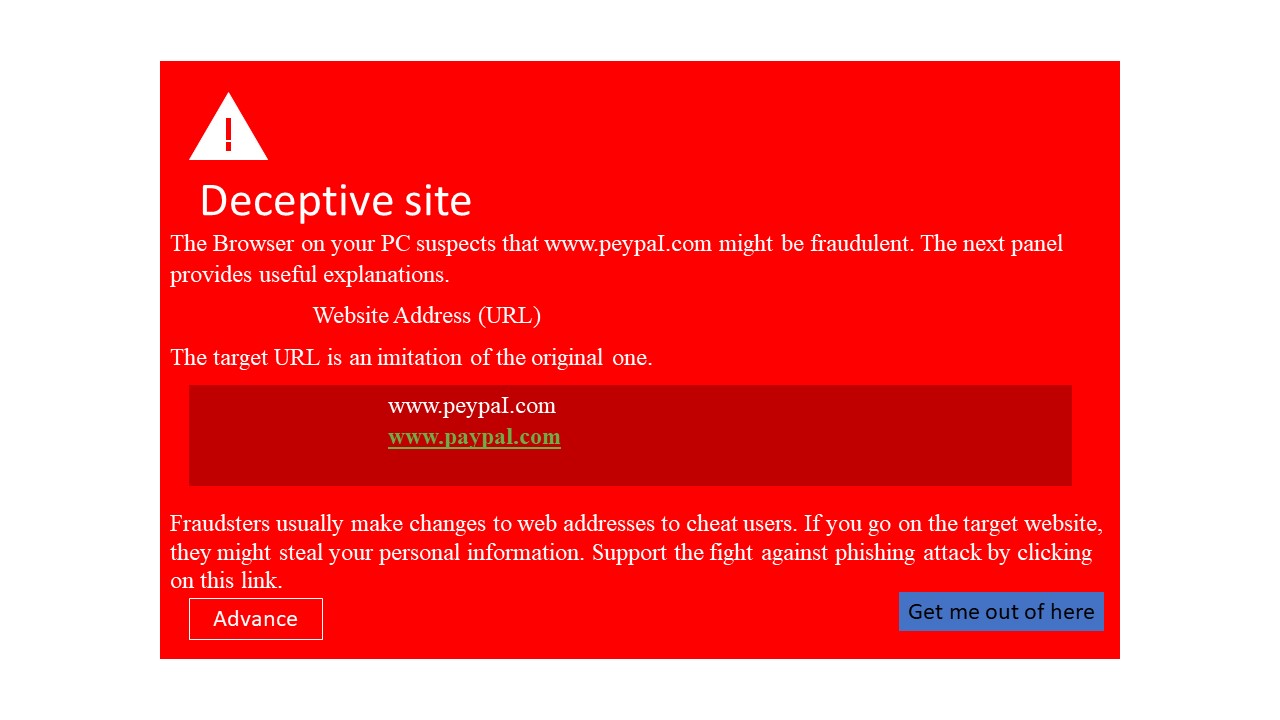 !
Deceptive site
The Browser on your PC suspects that www.peypaI.com might be fraudulent. The next panel
provides useful explanations.
Website Address (URL)
The target URL is an imitation of the original one.
www.peypaI.com
www.paypal.com
Fraudsters usually make changes to web addresses to cheat users. If you go on the target website,
they might steal your personal information. Support the fight against phishing attack by clicking
on this link.
Advance
Get me out of here